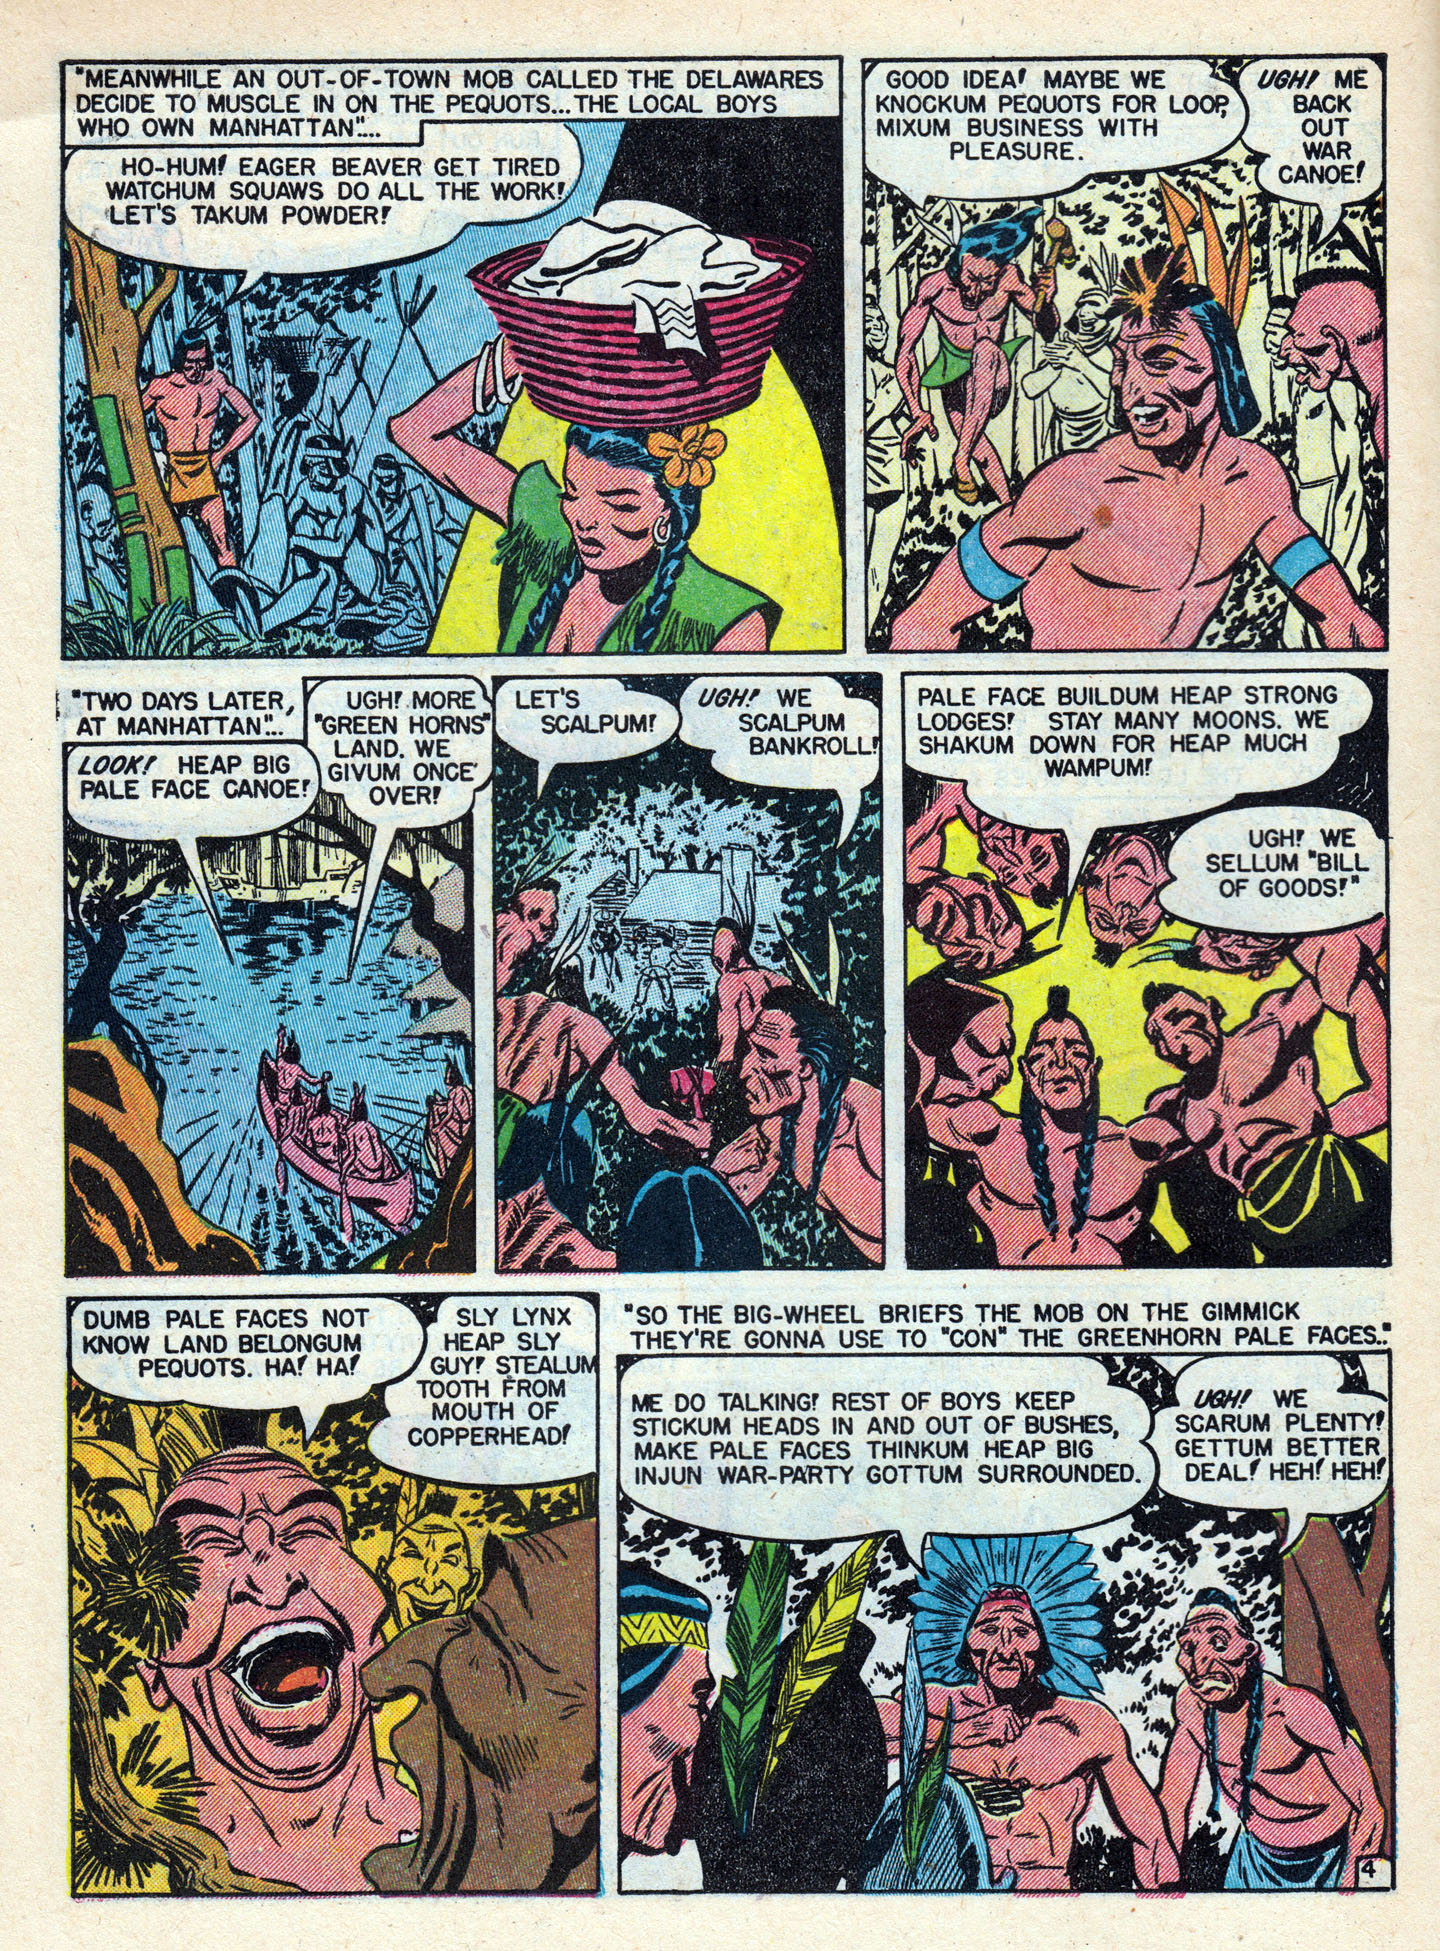 "MEANWHILE AN OUT-OF-TOWN MOB CALLED THE DELAWARES
DECIDE TO MUSCLE IN ON THE PEQUOTS...THE LOCAL BOYS
WHO OWN MANHATTAN"...
HO-HUM! EAGER BEAVER GET TIRED
WATCHUM SQUAWS DO ALL THE WORK!
LET'S TAKUM POWDER!
GOOD IDEA! MAYBE WE
KNOCKUM PEQUOTS FOR LOOP,
MIXUM BUSINESS WITH
PLEASURE.
UGH! ME
BACK
OUT
WAR
CANOE!
"TWO DAYS LATER,
AT MANHATTAN"...
LOOK! HEAP BIG
PALE FACE CANOE!
UGH! MORE
"GREEN HORNS"
LAND. WE
GIVUM ONCE
OVER!
LET'S
SCALPUM!
UGH! WE
SCALPUM
BANKROLL!
PALE FACE BUILDUM HEAP STRONG
LODGES! STAY MANY MOONS. WE
SHAKUM DOWN FOR HEAP MUCH
WAMPUM!
UGH! WE
SELLUM "BILL
OF GOODS!"
DUMB PALE FACES NOT
KNOW LAND BELONGUM
PEQUOTS. HA! HA!
SLY LYNX
HEAP SLY
GUY! STEALUM
TOOTH FROM
MOUTH OF
COPPERHEAD!
"SO THE BIG-WHEEL BRIEFS THE MOB ON THE GIMMICK
THEY'RE GONNA USE TO "CON" THE GREENHORN PALE FACES.."
ME DO TALKING! REST OF BOYS KEEP
STICKUM HEADS IN AND OUT OF BUSHES,
MAKE PALE FACES THINKUM HEAP BIG
INJUN WAR-PARTY GOTTUM SURROUNDED.
UGH! WE
SCARUM PLENTY!
GETTUM BETTER
DEAL! HEH! HEH!
4